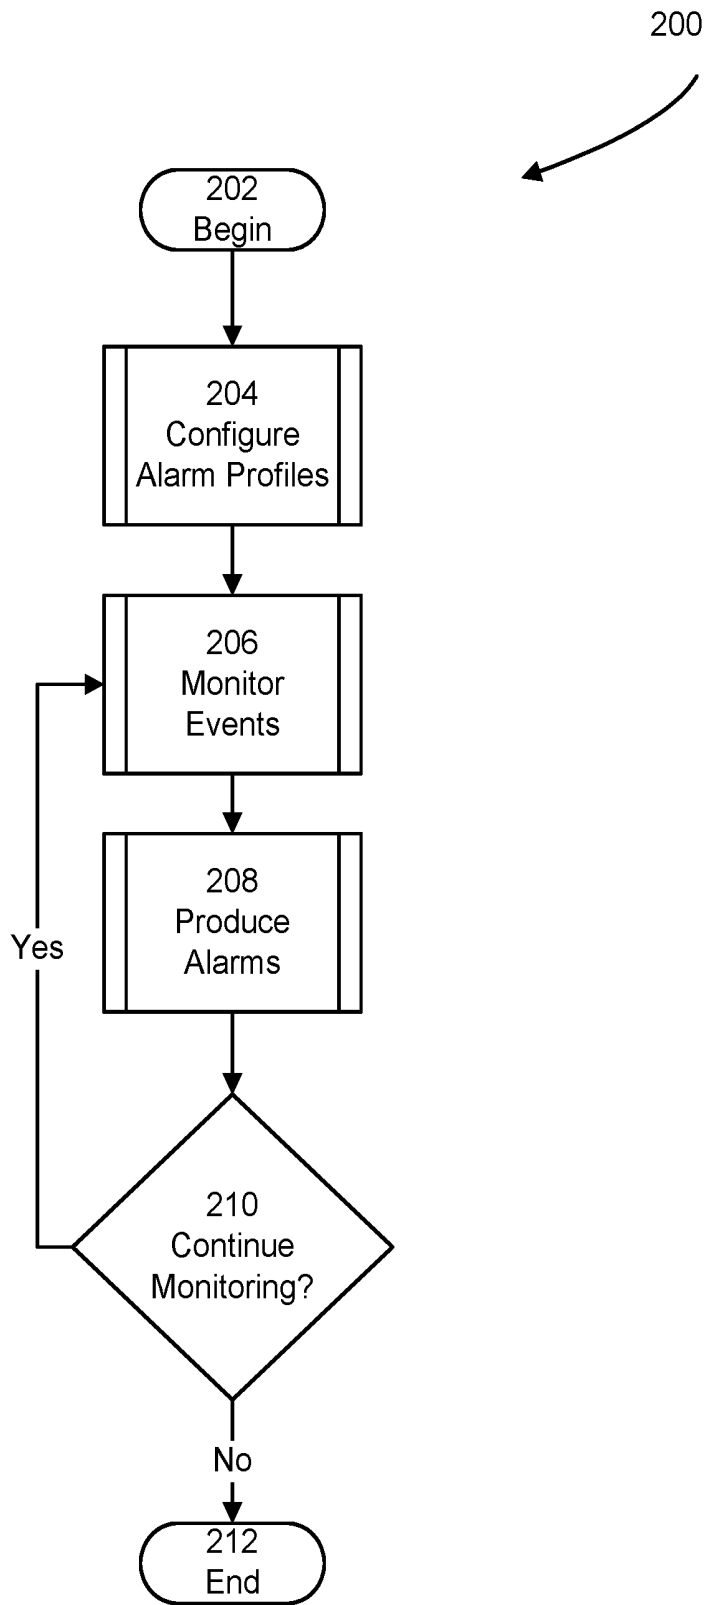 200
202
Begin
204
Configure
Alarm Profiles
206
Monitor
Events
208
Produce
Alarms
Yes
210
Continue
Monitoring?
No
212
End